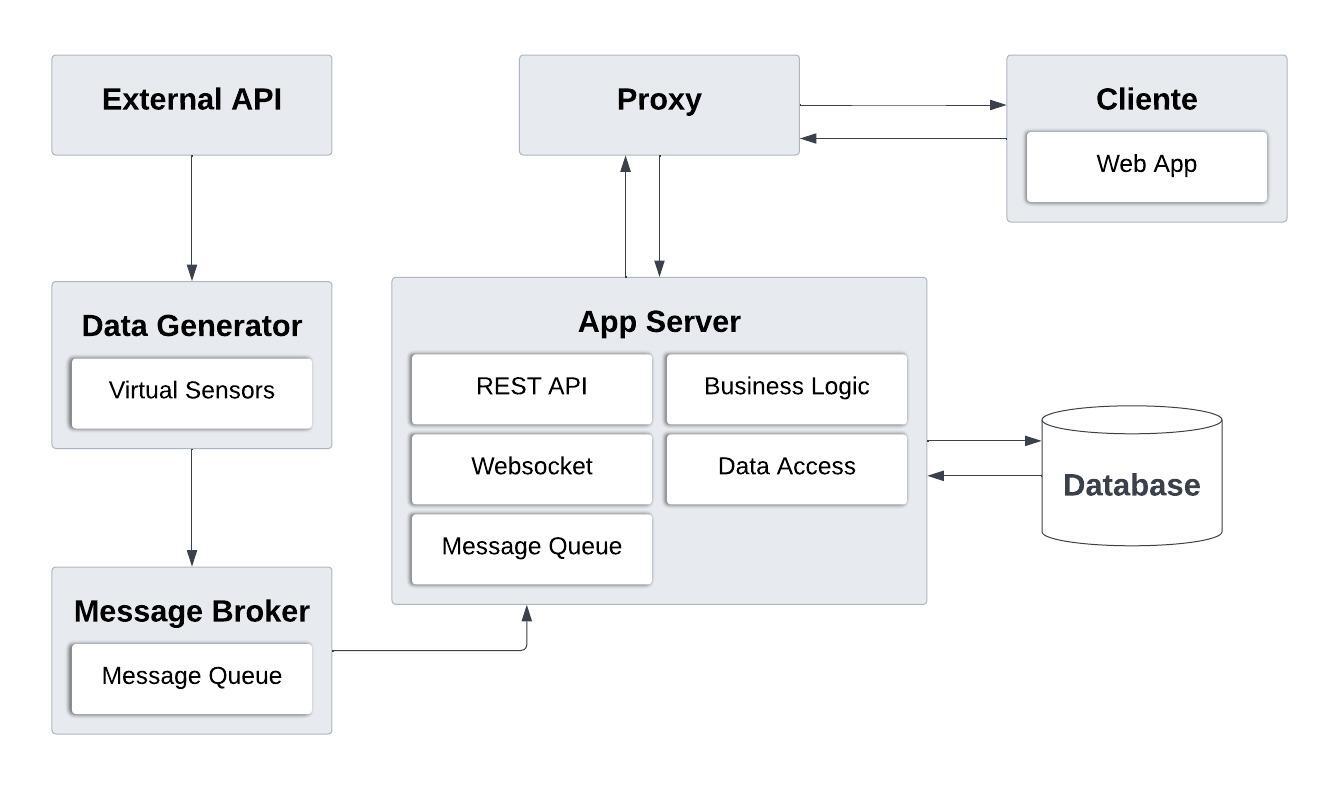 External API
Proxy
Cliente
Web App
Data Generator
Virtual Sensors
App Server
REST API
Business Logic
Websocket
Data Access
Message Queue
Database
Message Broker
Message Queue